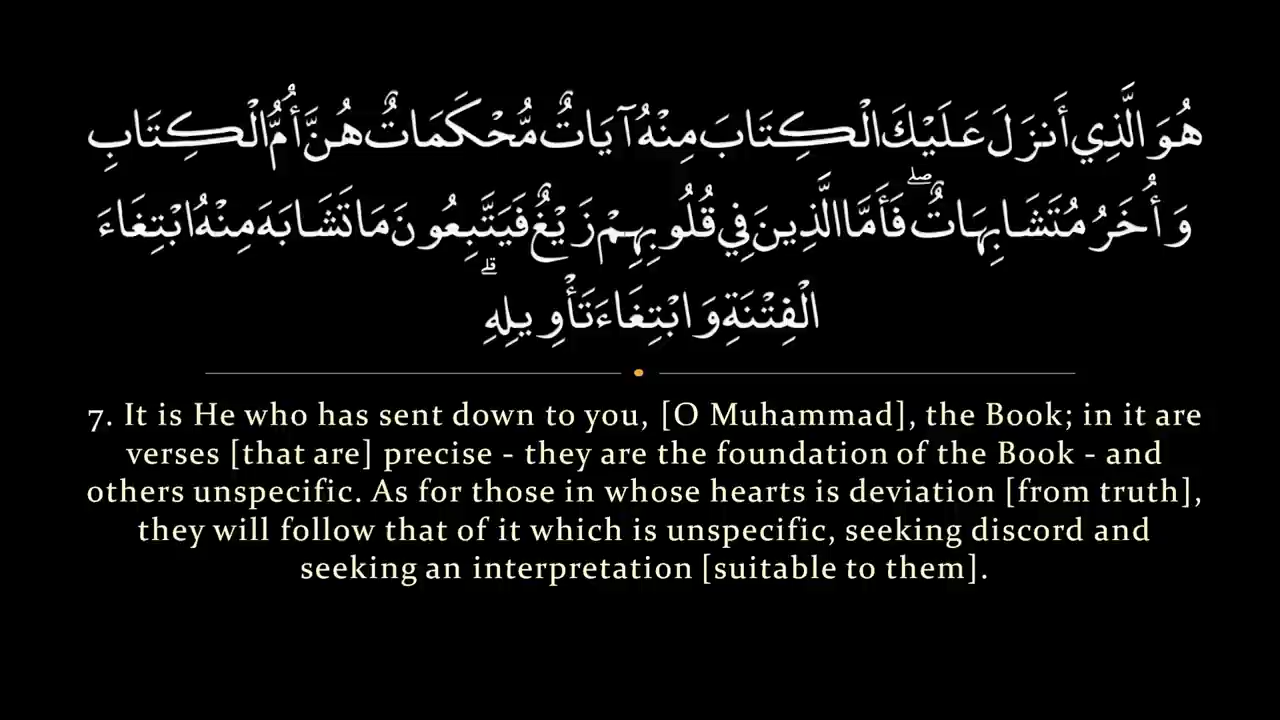 هُوَ الَّذِي أَنزَلَ عَلَيْكَ الْكِتَابَ مِنْهُ آيَاتٌ مُّحْكَمَاتٌ هُنَّ أُمُّ الْكِتَابِ
وَأُخَرُ مُتَشَابِهَاتٌ ۖ فَأَمَّا الَّذِينَ فِي قُلُوبِهِمْ زَيْغٌ فَيَتَّبِعُونَ مَا تَشَابَهَ مِنْهُ ابْتِغَاءَ
الْفِتْنَةِ وَابْتِغَاءَ تَأْوِيلِهِ ۗ
7. It is He who has sent down to you, [O Muhammad], the Book; in it are
verses [that are] precise - they are the foundation of the Book - and
others unspecific. As for those in whose hearts is deviation [from truth],
they will follow that of it which is unspecific, seeking discord and
seeking an interpretation [suitable to them].